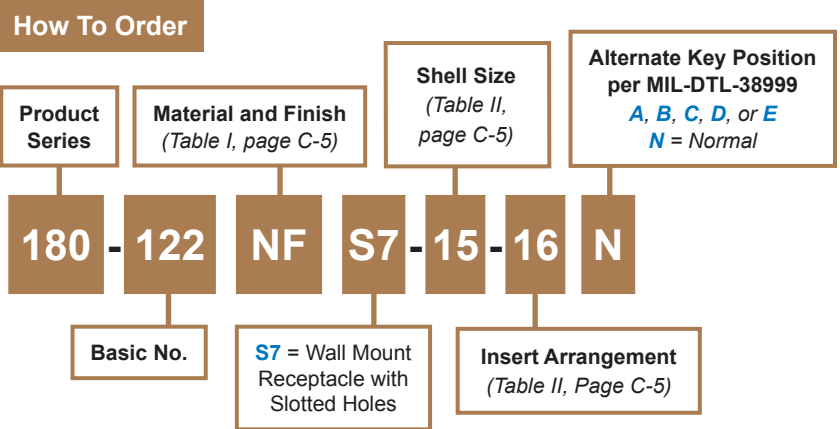 How To Order
Product
Series
Material and Finish
(Table I, page C-5)
Shell Size
(Table II,
page C-5)
Alternate Key Position
per MIL-DTL-38999
A, B, C, D, or E
N = Normal
180 - 122 NF S7 - 15 - 16 N
Basic No.
S7 = Wall Mount
Receptacle with
Slotted Holes
Insert Arrangement
(Table II, Page C-5)